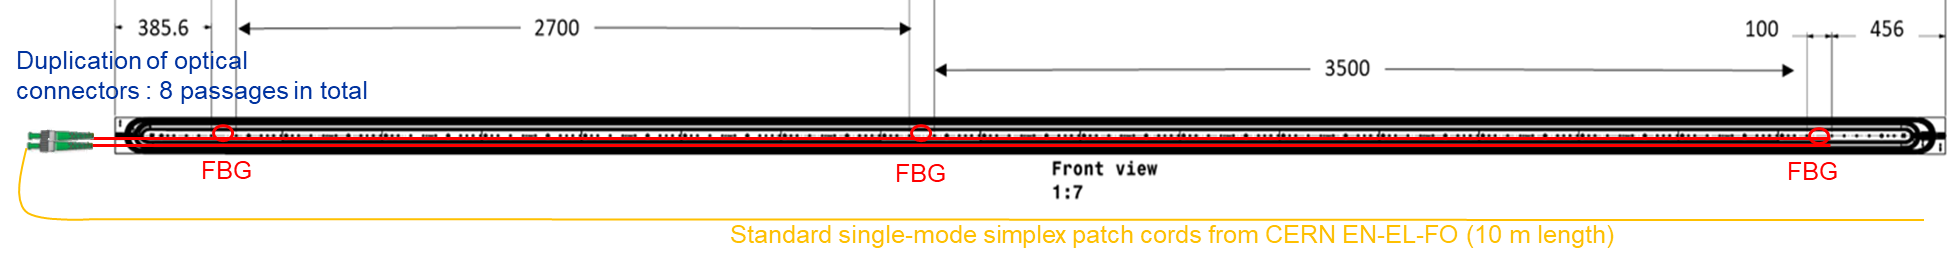 385.6
2700
100
456
3500
Duplication of optical
connectors : 8 passages in total
FBG
FBG
FBG
Front view
1:7
Standard single-mode simplex patch cords from CERN EN-EL-FO (10 m length)